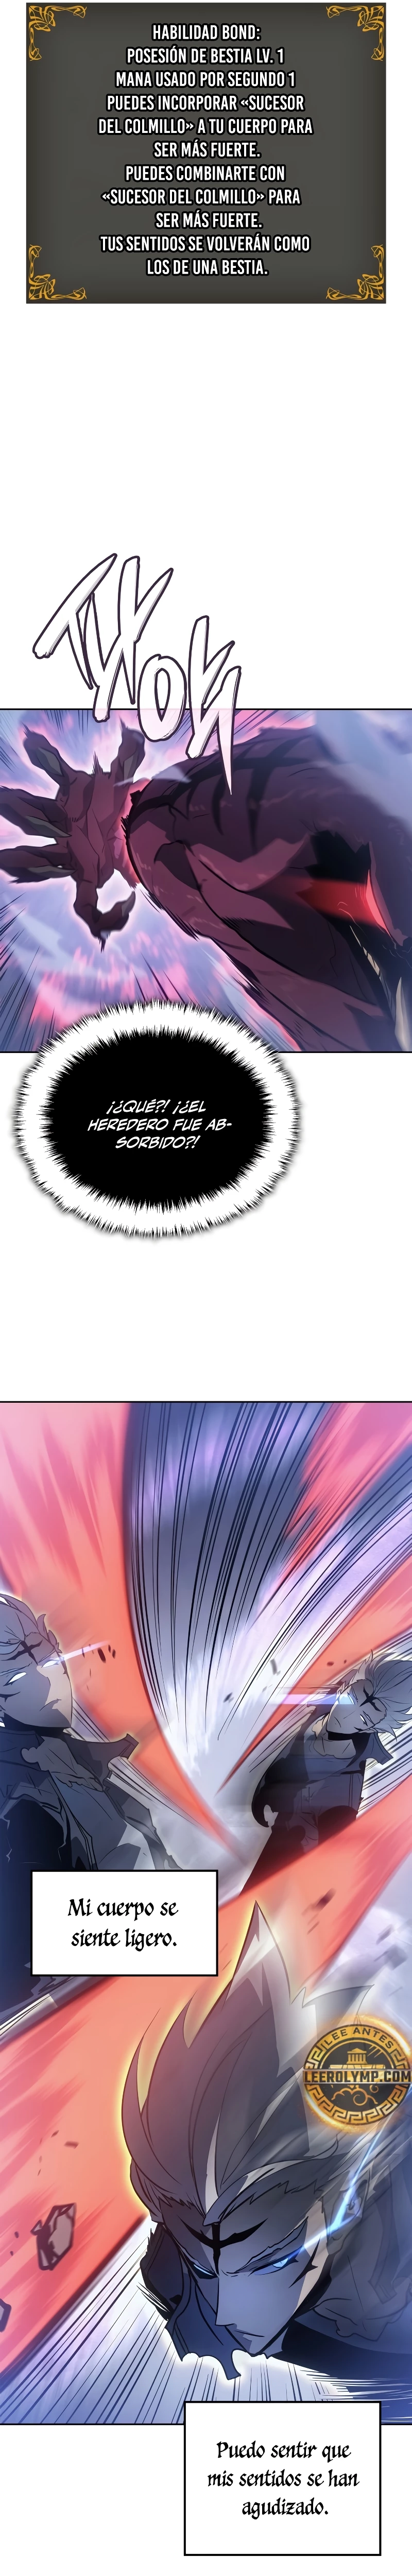 HABILIDAD BOND:
POSESIÓN DE BESTIA LV. 1
MANA USADO POR SEGUNDO 1
PUEDES INCORPORAR «SUCESOR
DEL COLMILLO» A TU CUERPO PARA
SER MÁS FUERTE.
PUEDES COMBINARTE CON
«SUCESOR DEL COLMILLO» PARA
SER MÁS FUERTE.
TUS SENTIDOS SE VOLVERÁN COMO
LOS DE UNA BESTIA.
¡¿QUÉ?! ¡¿EL
HEREDERO FUE AB-
SORBIDO?!
Mi cuerpo se
siente ligero.
LEE ANTES
LEEROLYMP.COM
Puedo sentir que
mis sentidos se han
agudizado.